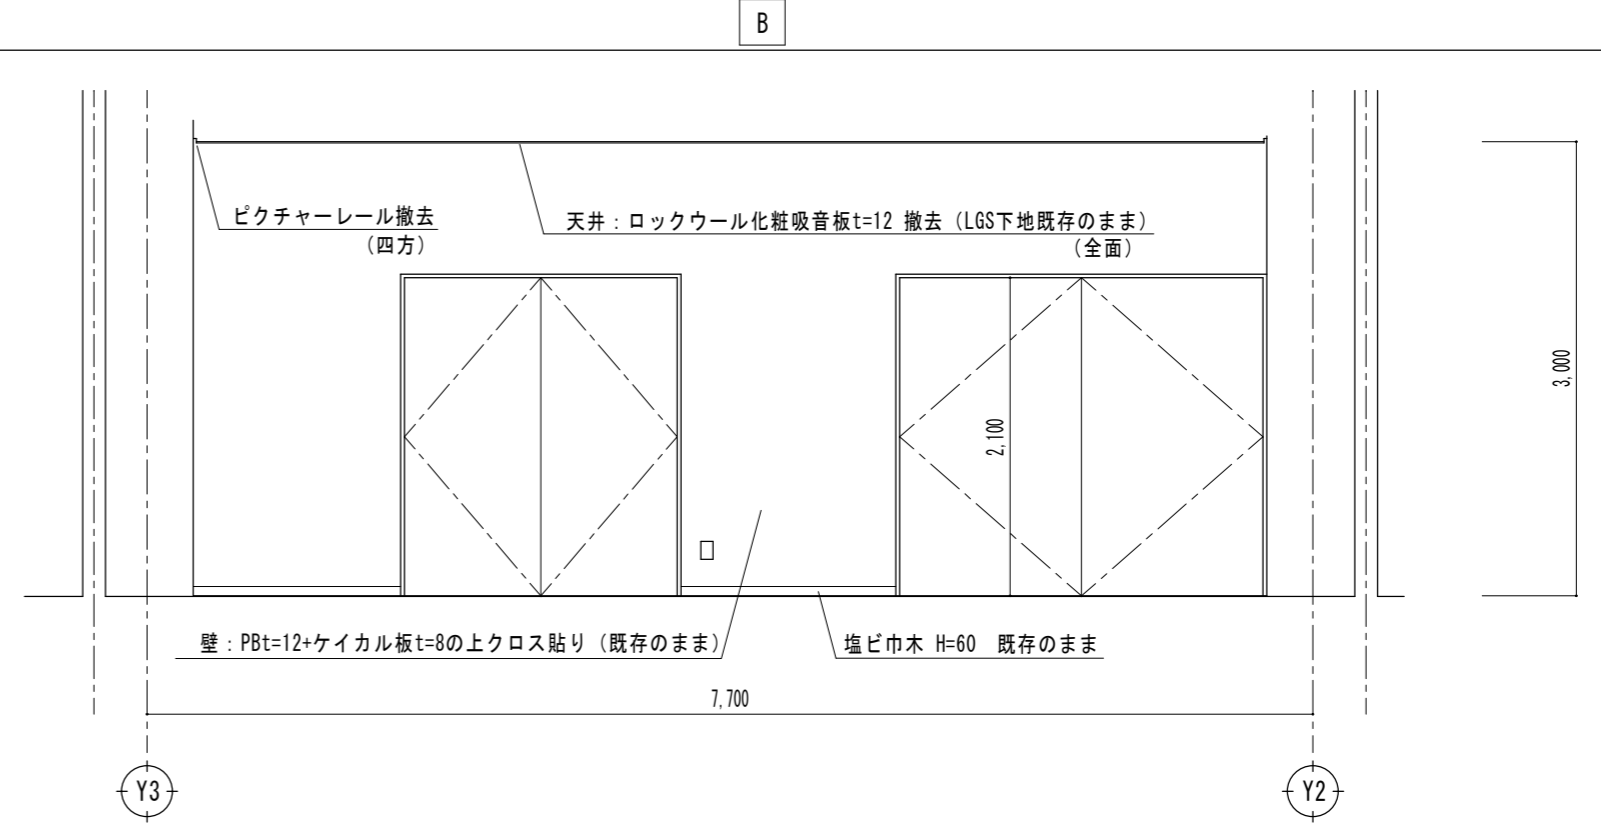 B
ピクチャーレール撤去
(四方)
天井：ロックウール化粧吸音板t=12 撤去（LGS下地既存のまま）
(全面)
3,000
2,100
壁：PBt=12+ケイカル板t=8の上クロス貼り（既存のまま）
塩ビ巾木 H=60　既存のまま
7,700
Y3
Y2